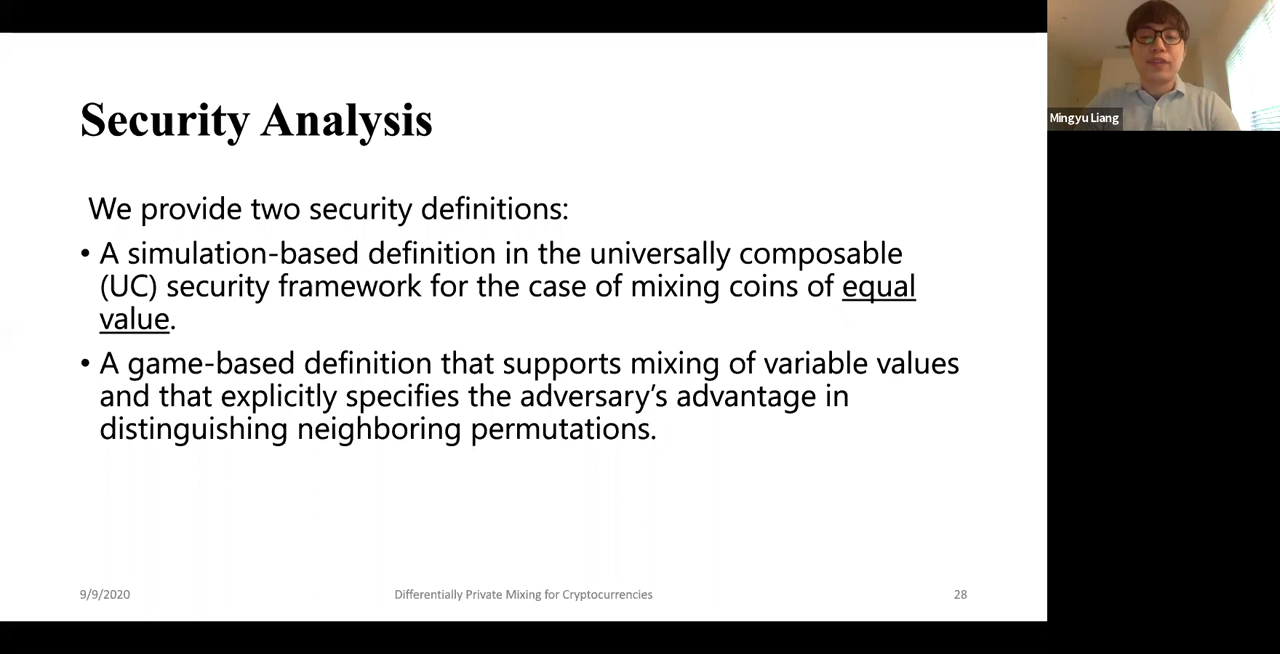 Security Analysis
We provide two security definitions:
• A simulation-based definition in the universally composable
(UC) security framework for the case of mixing coins of equal
value.
• A game-based definition that supports mixing of variable values
and that explicitly specifies the adversary’s advantage in
distinguishing neighboring permutations.
9/9/2020
Differentially Private Mixing for Cryptocurrencies
28
Mingyu Liang